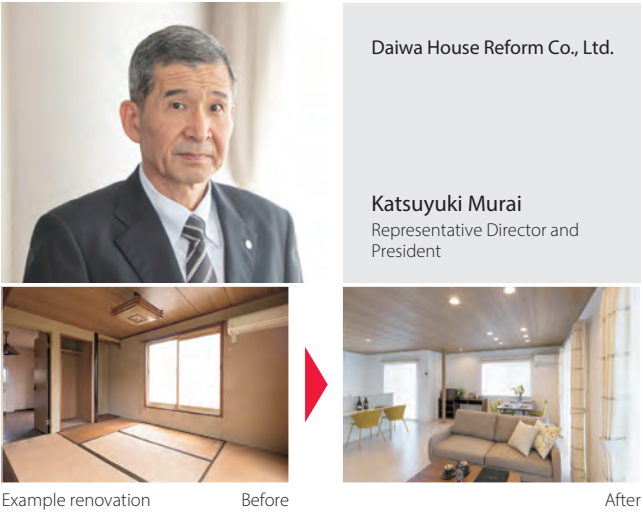 Daiwa House Reform Co., Ltd.
Katsuyuki Murai
Representative Director and
President
Example renovation
Before
After